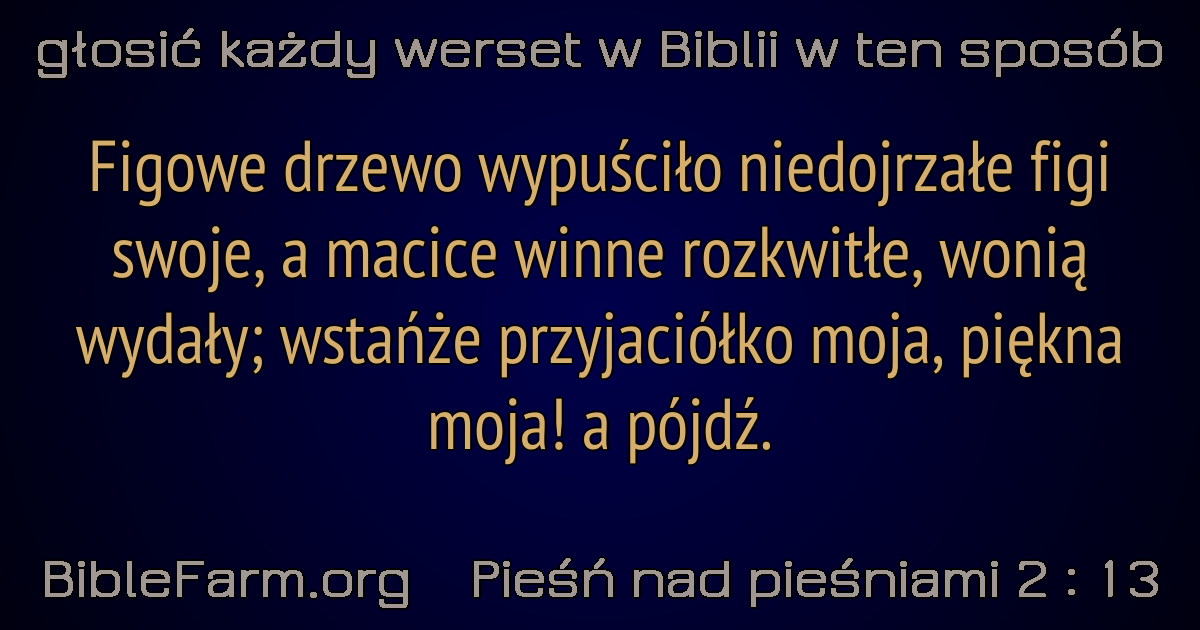 głosić każdy werset w Biblii w ten sposób
Figowe drzewo wypuściło niedojrzałe figi
swoje, a macice winne rozkwitłe, wonią
wydały; wstańże przyjaciółko moja, piękna
moja! a pójdź.
BibleFarm.org Pieśń nad pieśniami 2 : 13